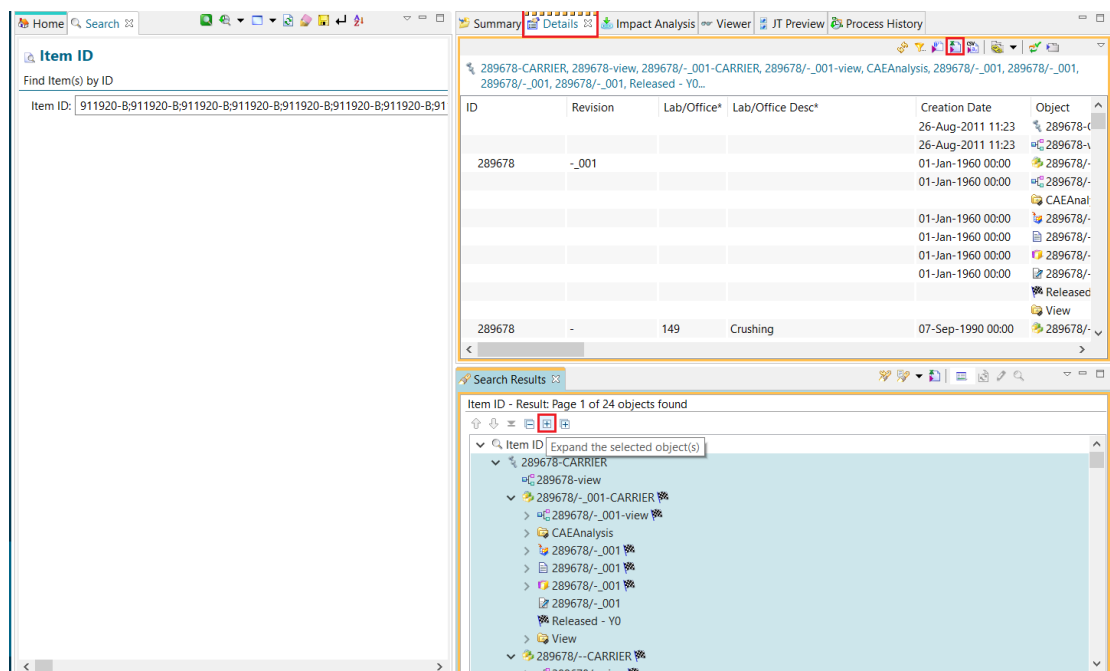 Home Search
Item ID
Find Item(s) by ID
Item ID: 911920-B;911920-B;911920-B;911920-B;911920-B;911920-B;911920-B;91
Summary Details Impact Analysis Viewer JT Preview Process History
289678-CARRIER, 289678-view, 289678/-_001-CARRIER, 289678/-_001-view, CAEAnalysis, 289678/-_001, 289678/-_001,
289678/-_001, 289678/-_001, Released - Y0...
ID Revision Lab/Office* Lab/Office Desc* Creation Date Object
26-Aug-2011 11:23 289678-C
26-Aug-2011 11:23 289678-v
289678 -_001 01-Jan-1960 00:00 289678/-
01-Jan-1960 00:00 289678/-
CAEAnal
01-Jan-1960 00:00 289678/-
01-Jan-1960 00:00 289678/-
01-Jan-1960 00:00 289678/-
01-Jan-1960 00:00 289678/-
Released
View
289678 - 149 Crushing 07-Sep-1990 00:00 289678/-
Search Results
Item ID - Result: Page 1 of 24 objects found
Item ID
Expand the selected object(s)
289678-CARRIER
289678-view
289678/-_001-CARRIER
289678/-_001-view
CAEAnalysis
289678/-_001
289678/-_001
289678/-_001
289678/-_001
Released - Y0
View
289678/--CARRIER